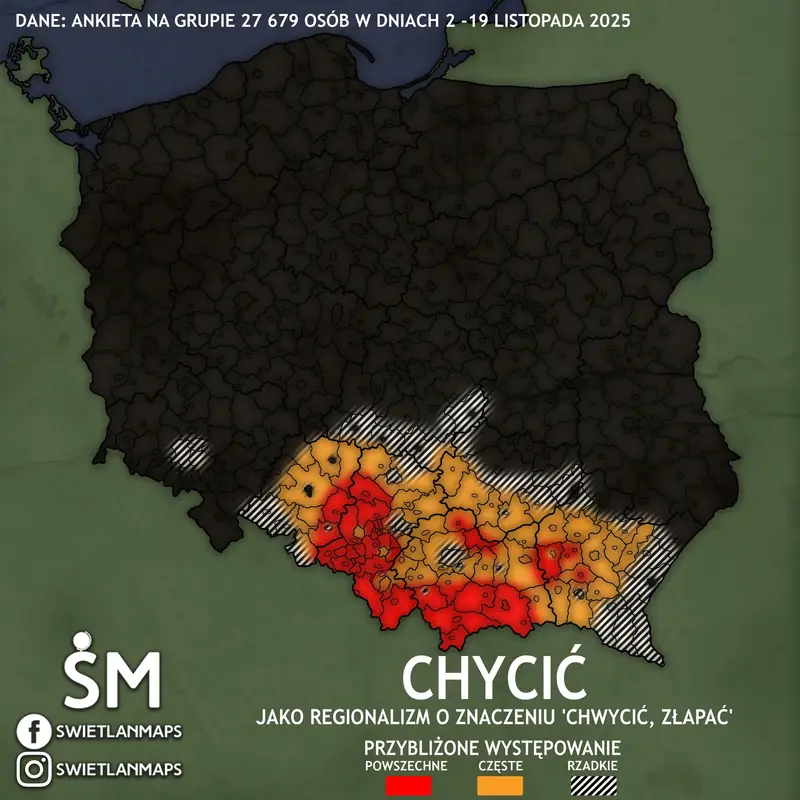 DANE: ANKIETA NA GRUPIE 27 679 OSÓB W DNIACH 2 -19 LISTOPADA 2025
ŚM
SWIETLANMAPS
SWIETLANMAPS
CHYCIĆ
JAKO REGIONALIZM O ZNACZENIU 'CHWYCIĆ, ZŁAPAĆ'
PRZYBLIŻONE WYSTĘPOWANIE
POWSZECHNE CZĘSTE RZADKIE